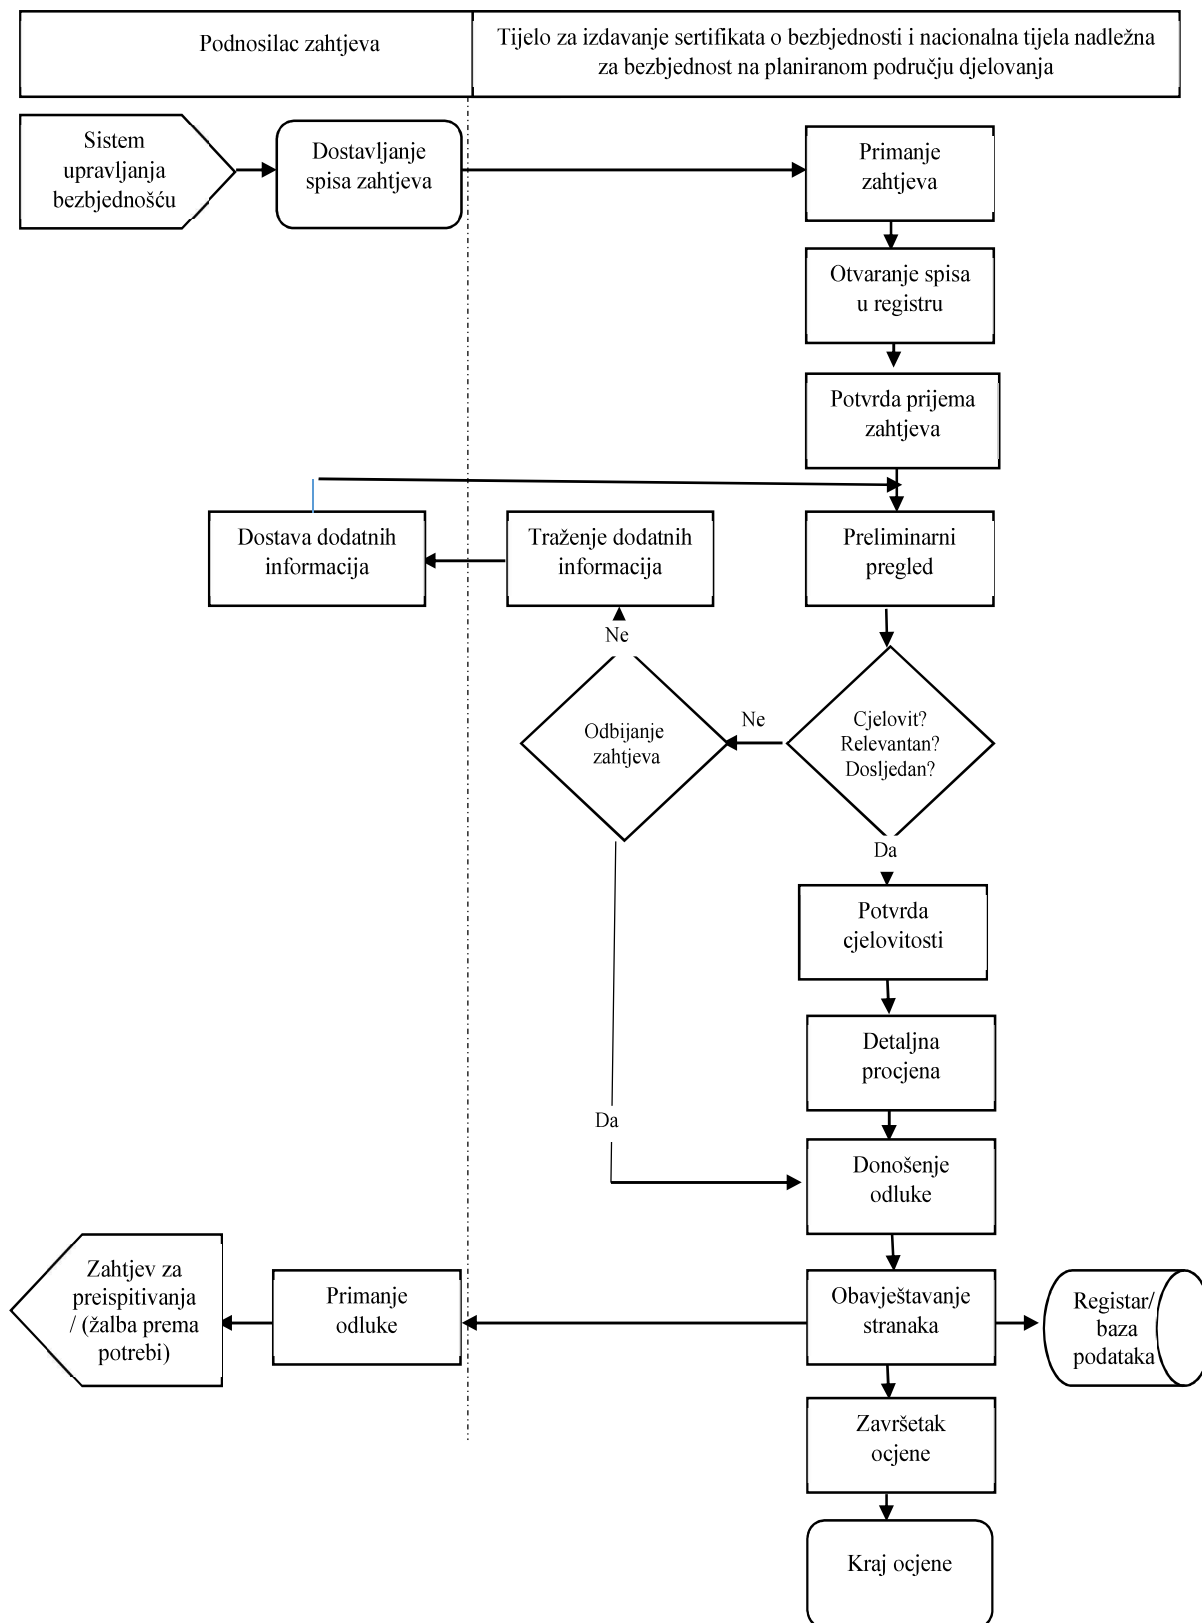 Podnosilac zahtjeva
Tijelo za izdavanje sertifikata o bezbjednosti i nacionalna tijela nadležna
za bezbjednost na planiranom području djelovanja
Sistem
upravljanja
bezbjednošću
Dostavljanje
spisa zahtjeva
Primanje
zahtjeva
Otvaranje spisa
u registru
Potvrda prijema
zahtjeva
Dostava dodatnih
informacija
Traženje dodatnih
informacija
Preliminarni
pregled
Ne
Odbijanje
zahtjeva
Ne
Cjelovit?
Relevantan?
Dosljedan?
Da
Potvrda
cjelovitosti
Detaljna
procjena
Da
Donošenje
odluke
Zahtjev za
preispitivanja
/ (žalba prema
potrebi)
Primanje
odluke
Obavještavanje
stranaka
Registar/
baza
podataka
Završetak
ocjene
Kraj ocjene